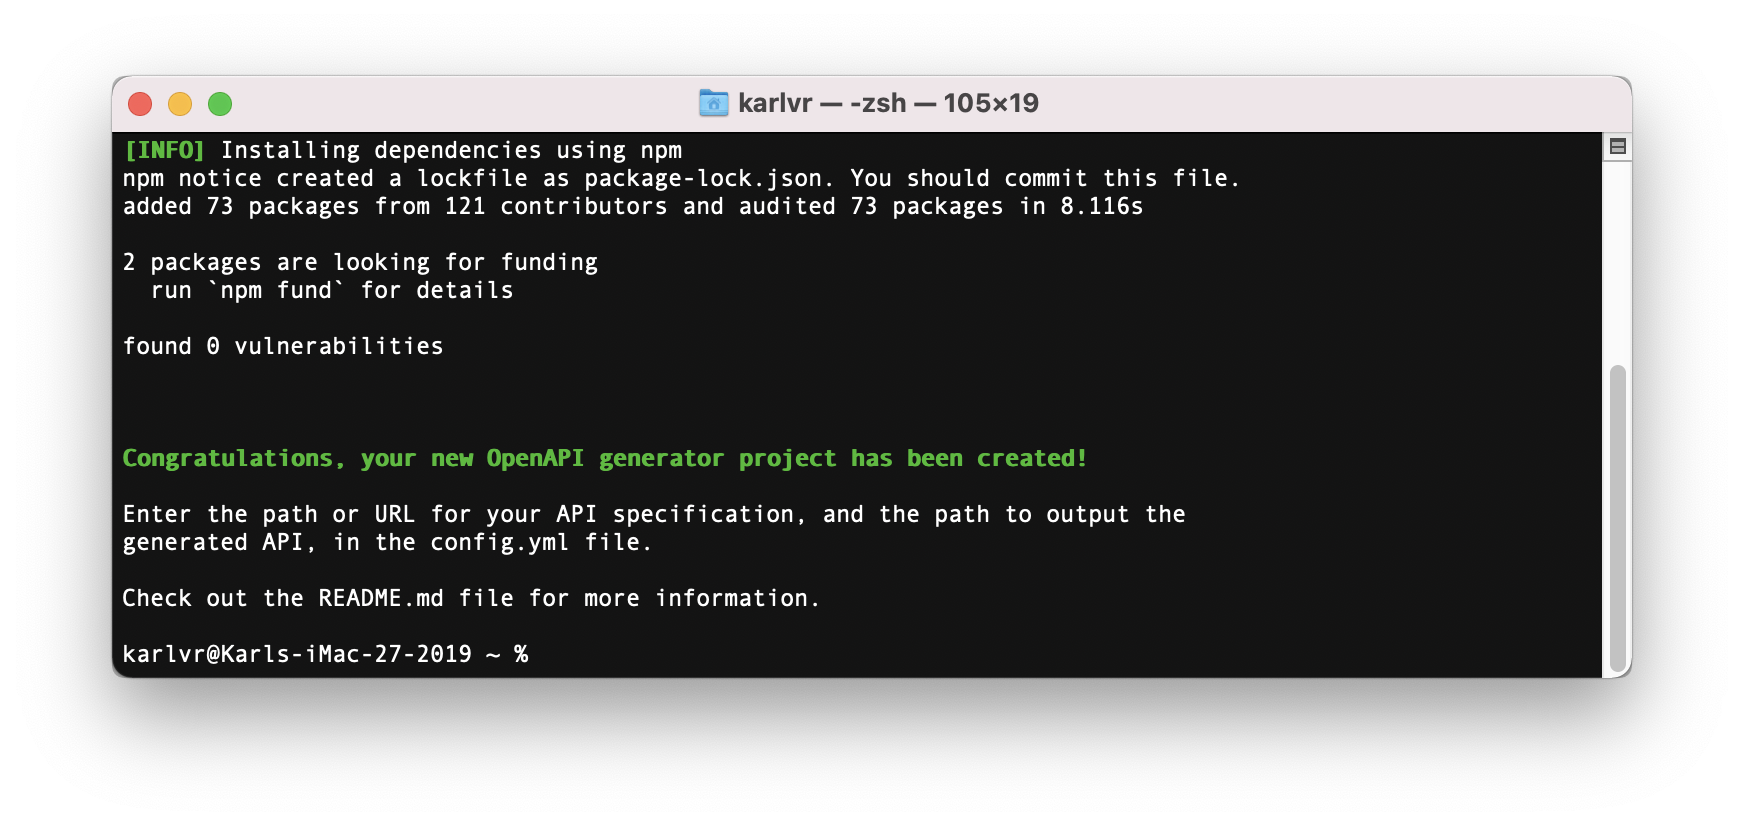 karlvr — -zsh — 105×19
[INFO] Installing dependencies using npm
npm notice created a lockfile as package-lock.json. You should commit this file.
added 73 packages from 121 contributors and audited 73 packages in 8.116s
2 packages are looking for funding
  run `npm fund` for details
found 0 vulnerabilities
Congratulations, your new OpenAPI generator project has been created!
Enter the path or URL for your API specification, and the path to output the
generated API, in the config.yml file.
Check out the README.md file for more information.
karlvr@Karls-iMac-27-2019 ~ %